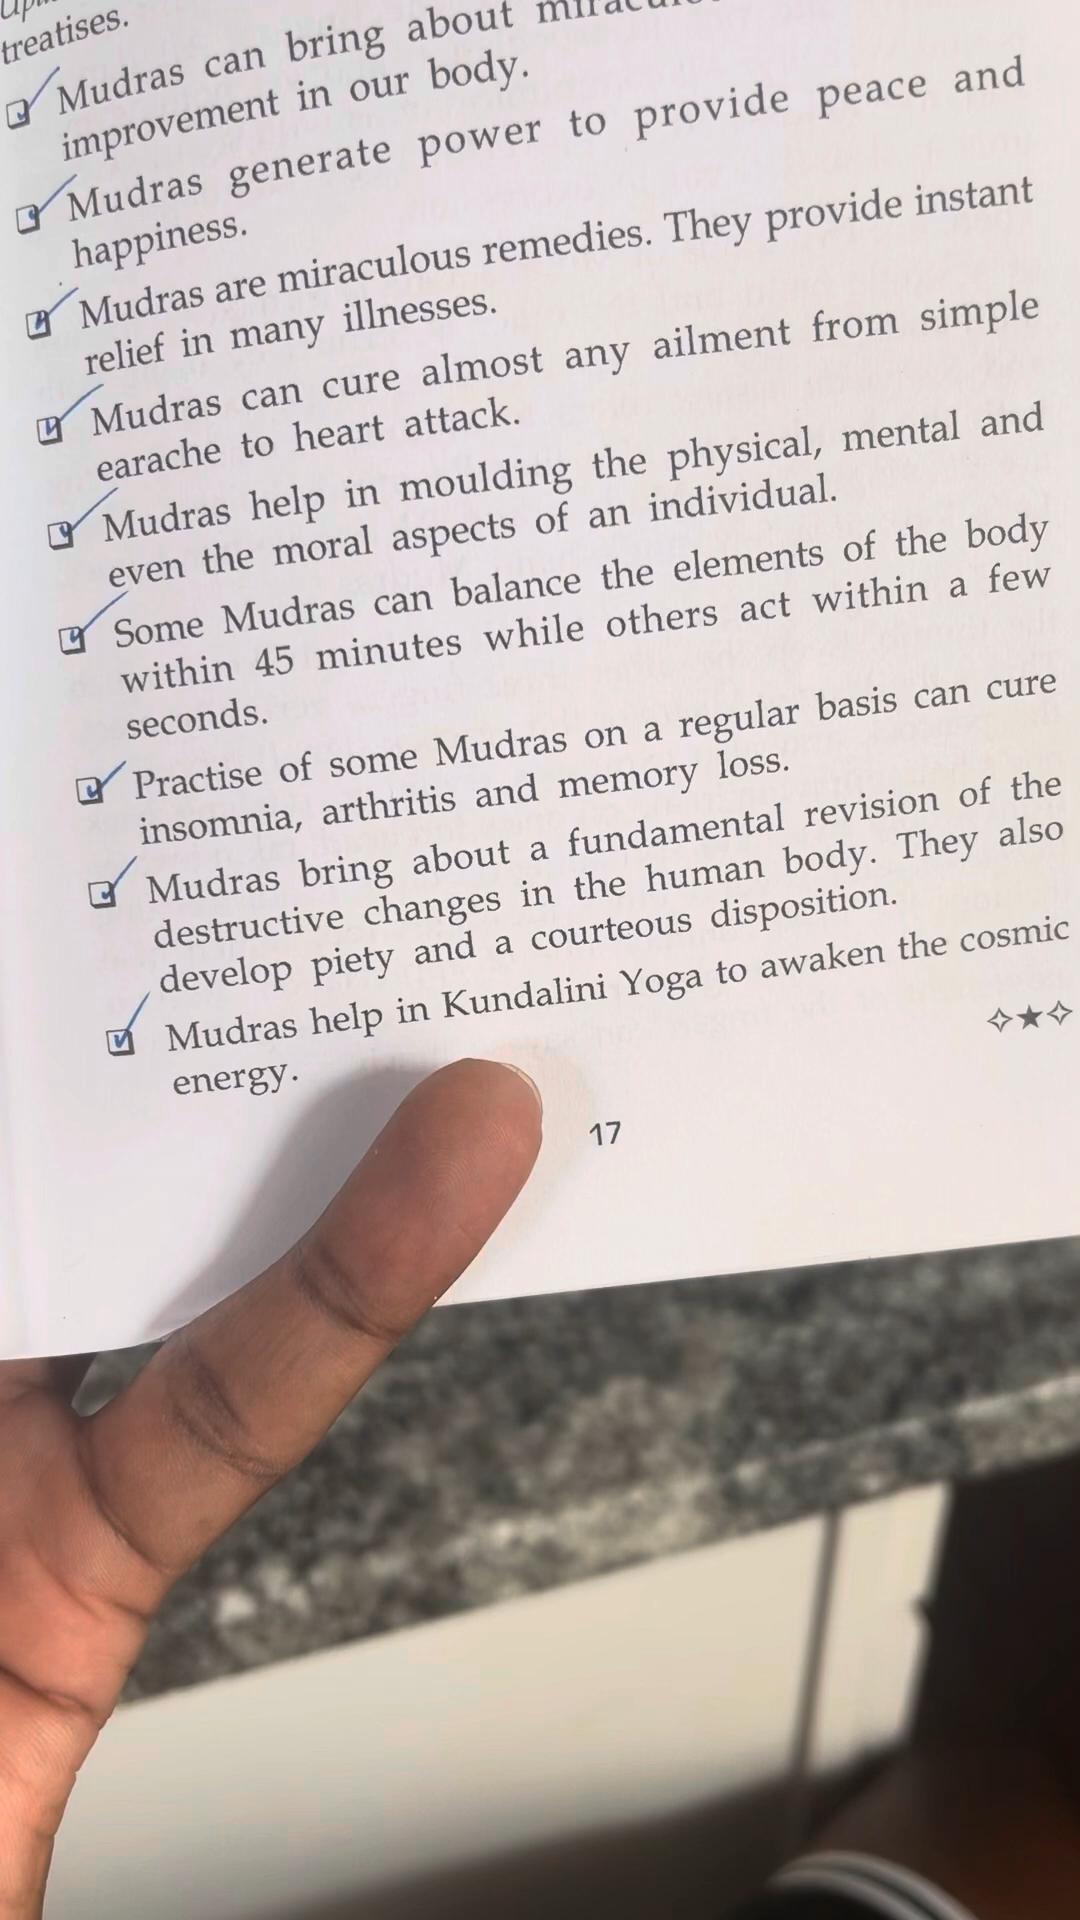 treatises.
Mudras can bring about
improvement in our body.
Mudras generate power to provide peace and
happiness.
Mudras are miraculous remedies. They provide instant
relief in many illnesses.
Mudras can cure almost any ailment from simple
earache to heart attack.
Mudras help in moulding the physical, mental and
even the moral aspects of an individual.
Some Mudras can balance the elements of the body
within 45 minutes while others act within a few
seconds.
Practise of some Mudras on a regular basis can cure
insomnia, arthritis and memory loss.
Mudras bring about a fundamental revision of the
destructive changes in the human body. They also
develop piety and a courteous disposition.
Mudras help in Kundalini Yoga to awaken the cosmic
energy.
17